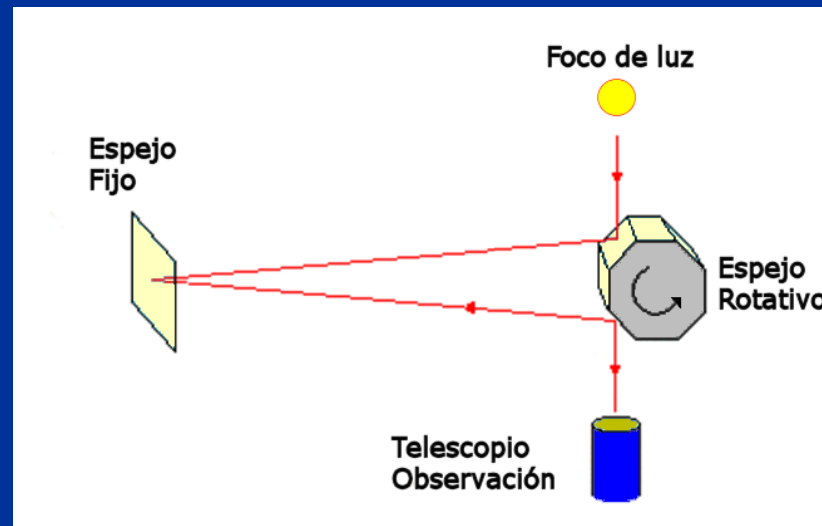 Foco de luz
Espejo
Fijo
Espejo
Rotativo
Telescopio
Observación